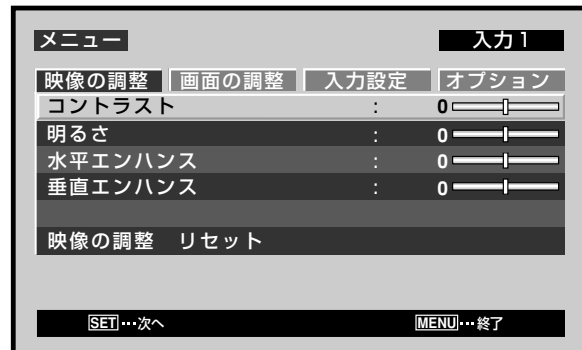 メニュー 入力1
映像の調整 画面の調整 入力設定 オプション
コントラスト : 0
明るさ : 0
水平エンハンス : 0
垂直エンハンス : 0
映像の調整 リセット
SET…次へ MENU…終了